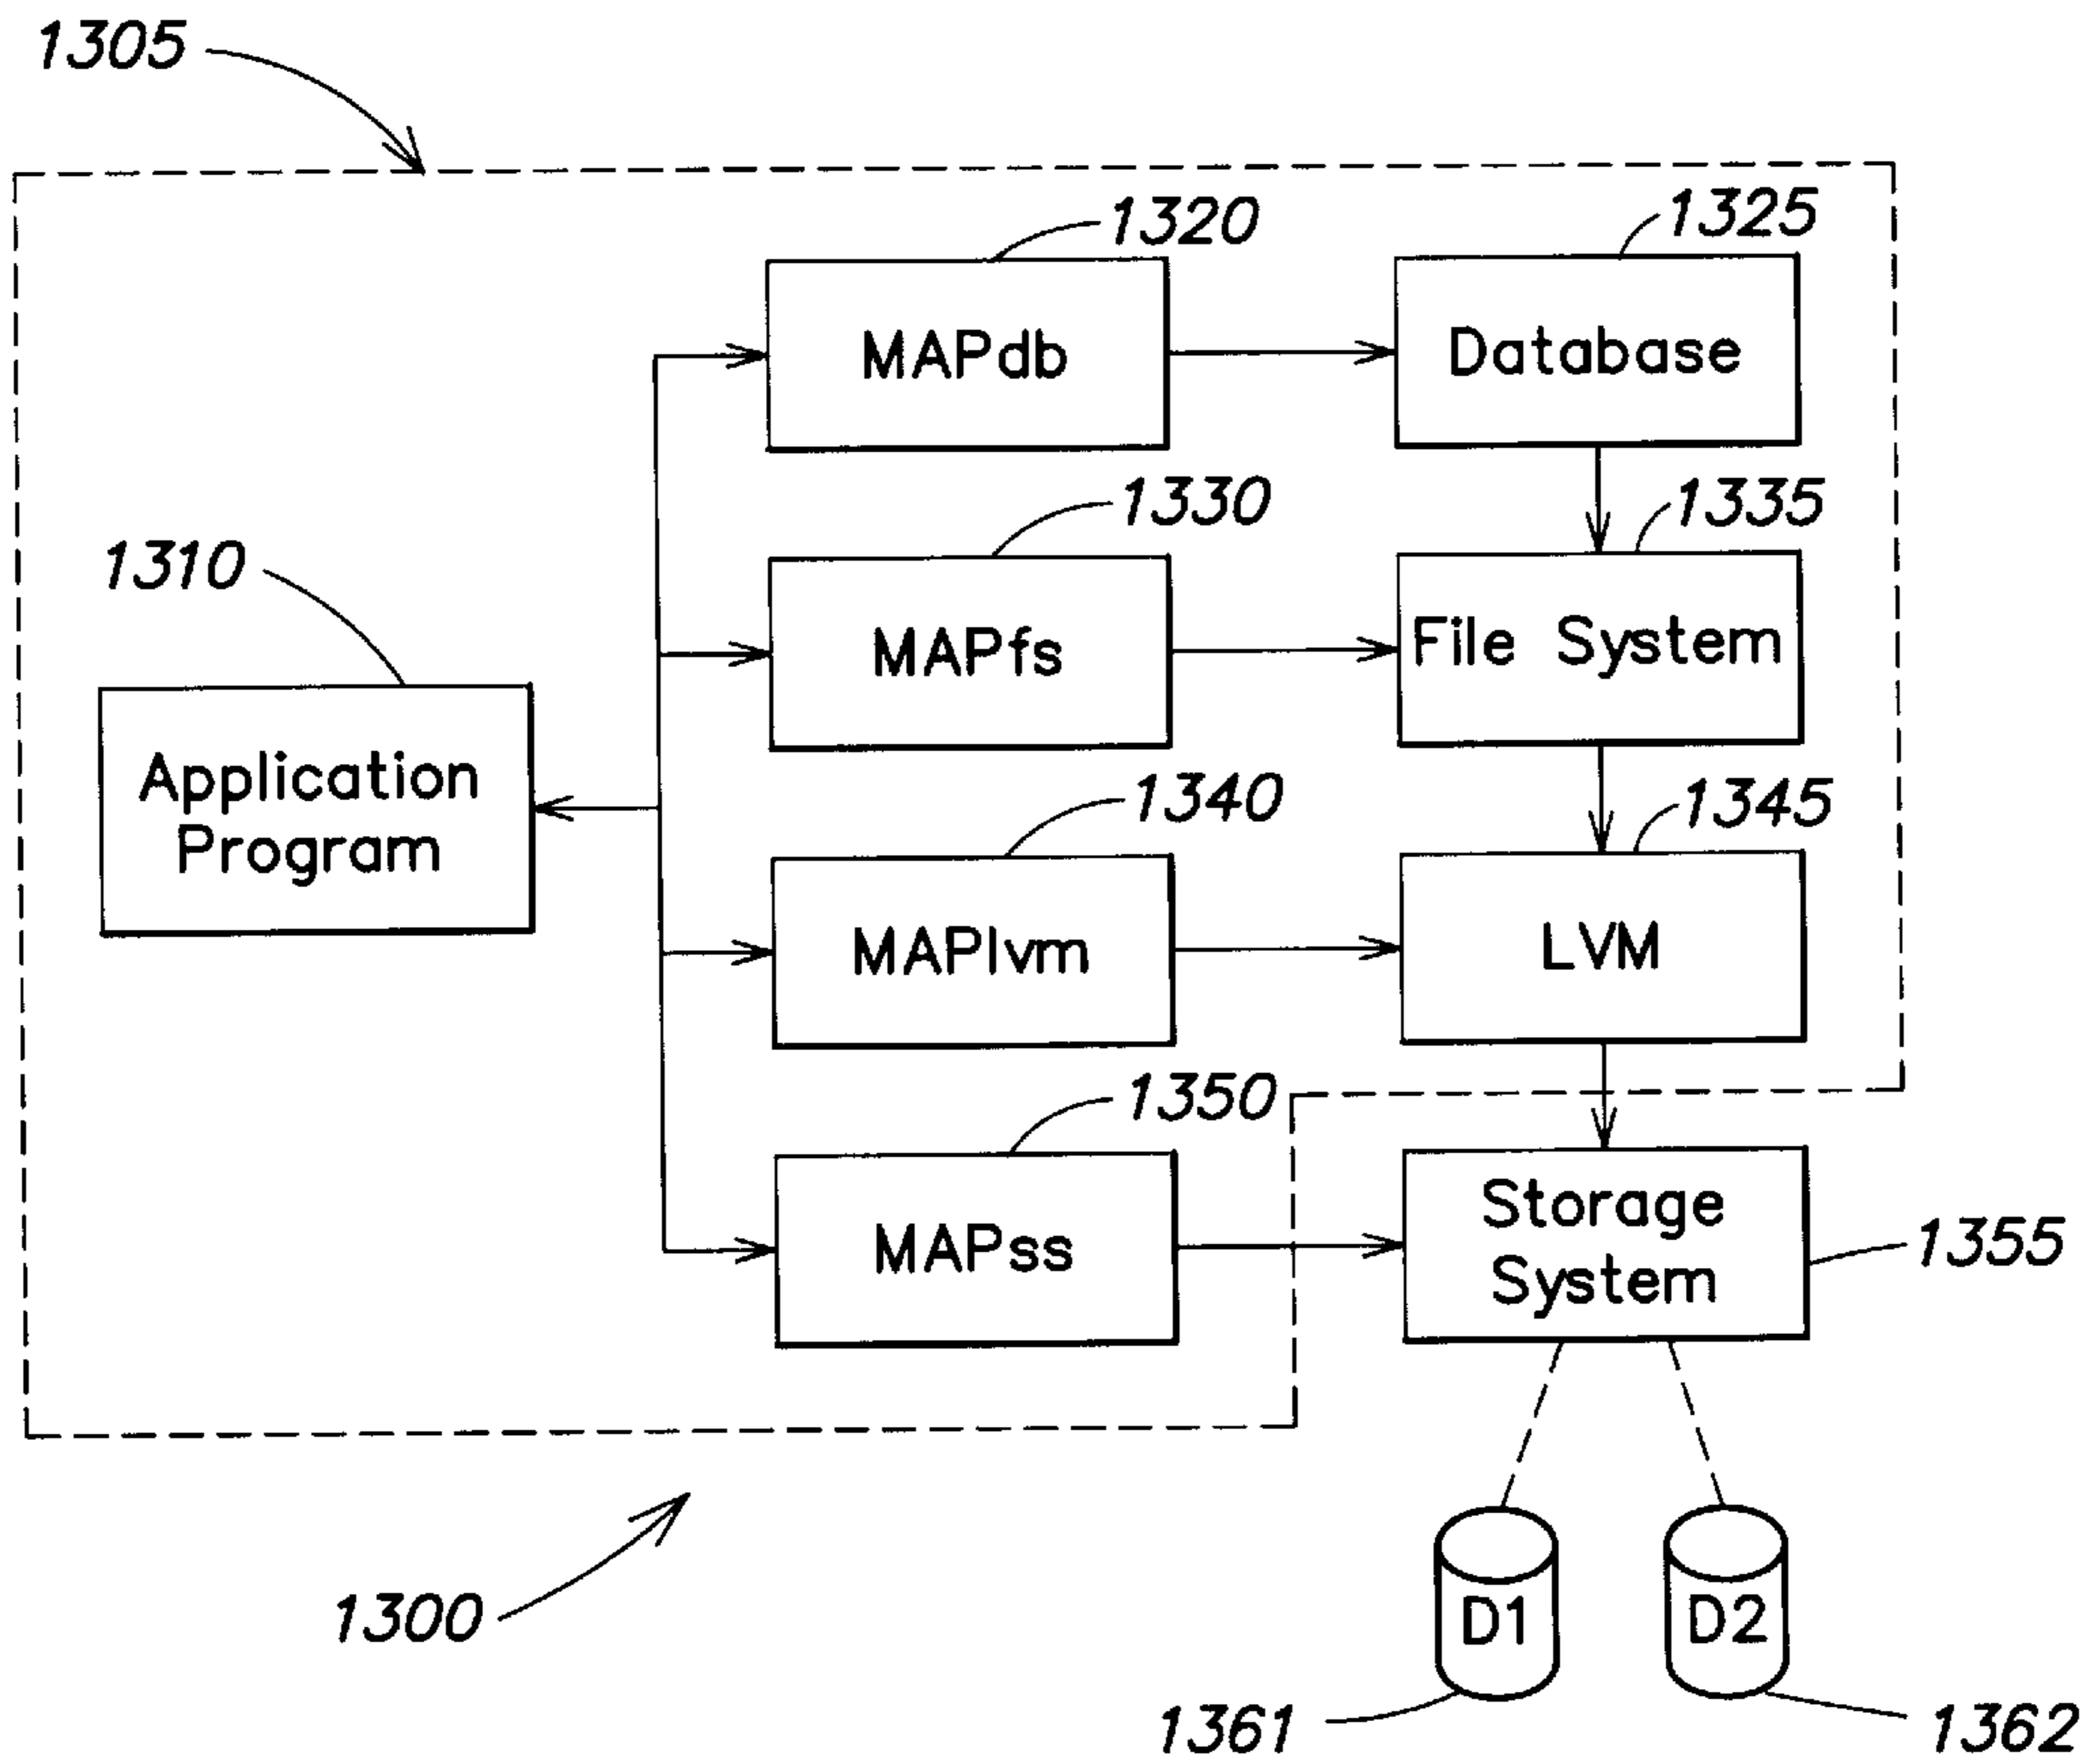 1305
1320
1325
MAPdb
Database
1330
1335
1310
MAPfs
File System
Application
Program
1340
1345
MAPlvm
LVM
1350
MAPss
Storage
System
1355
1300
D1
D2
1361
1362